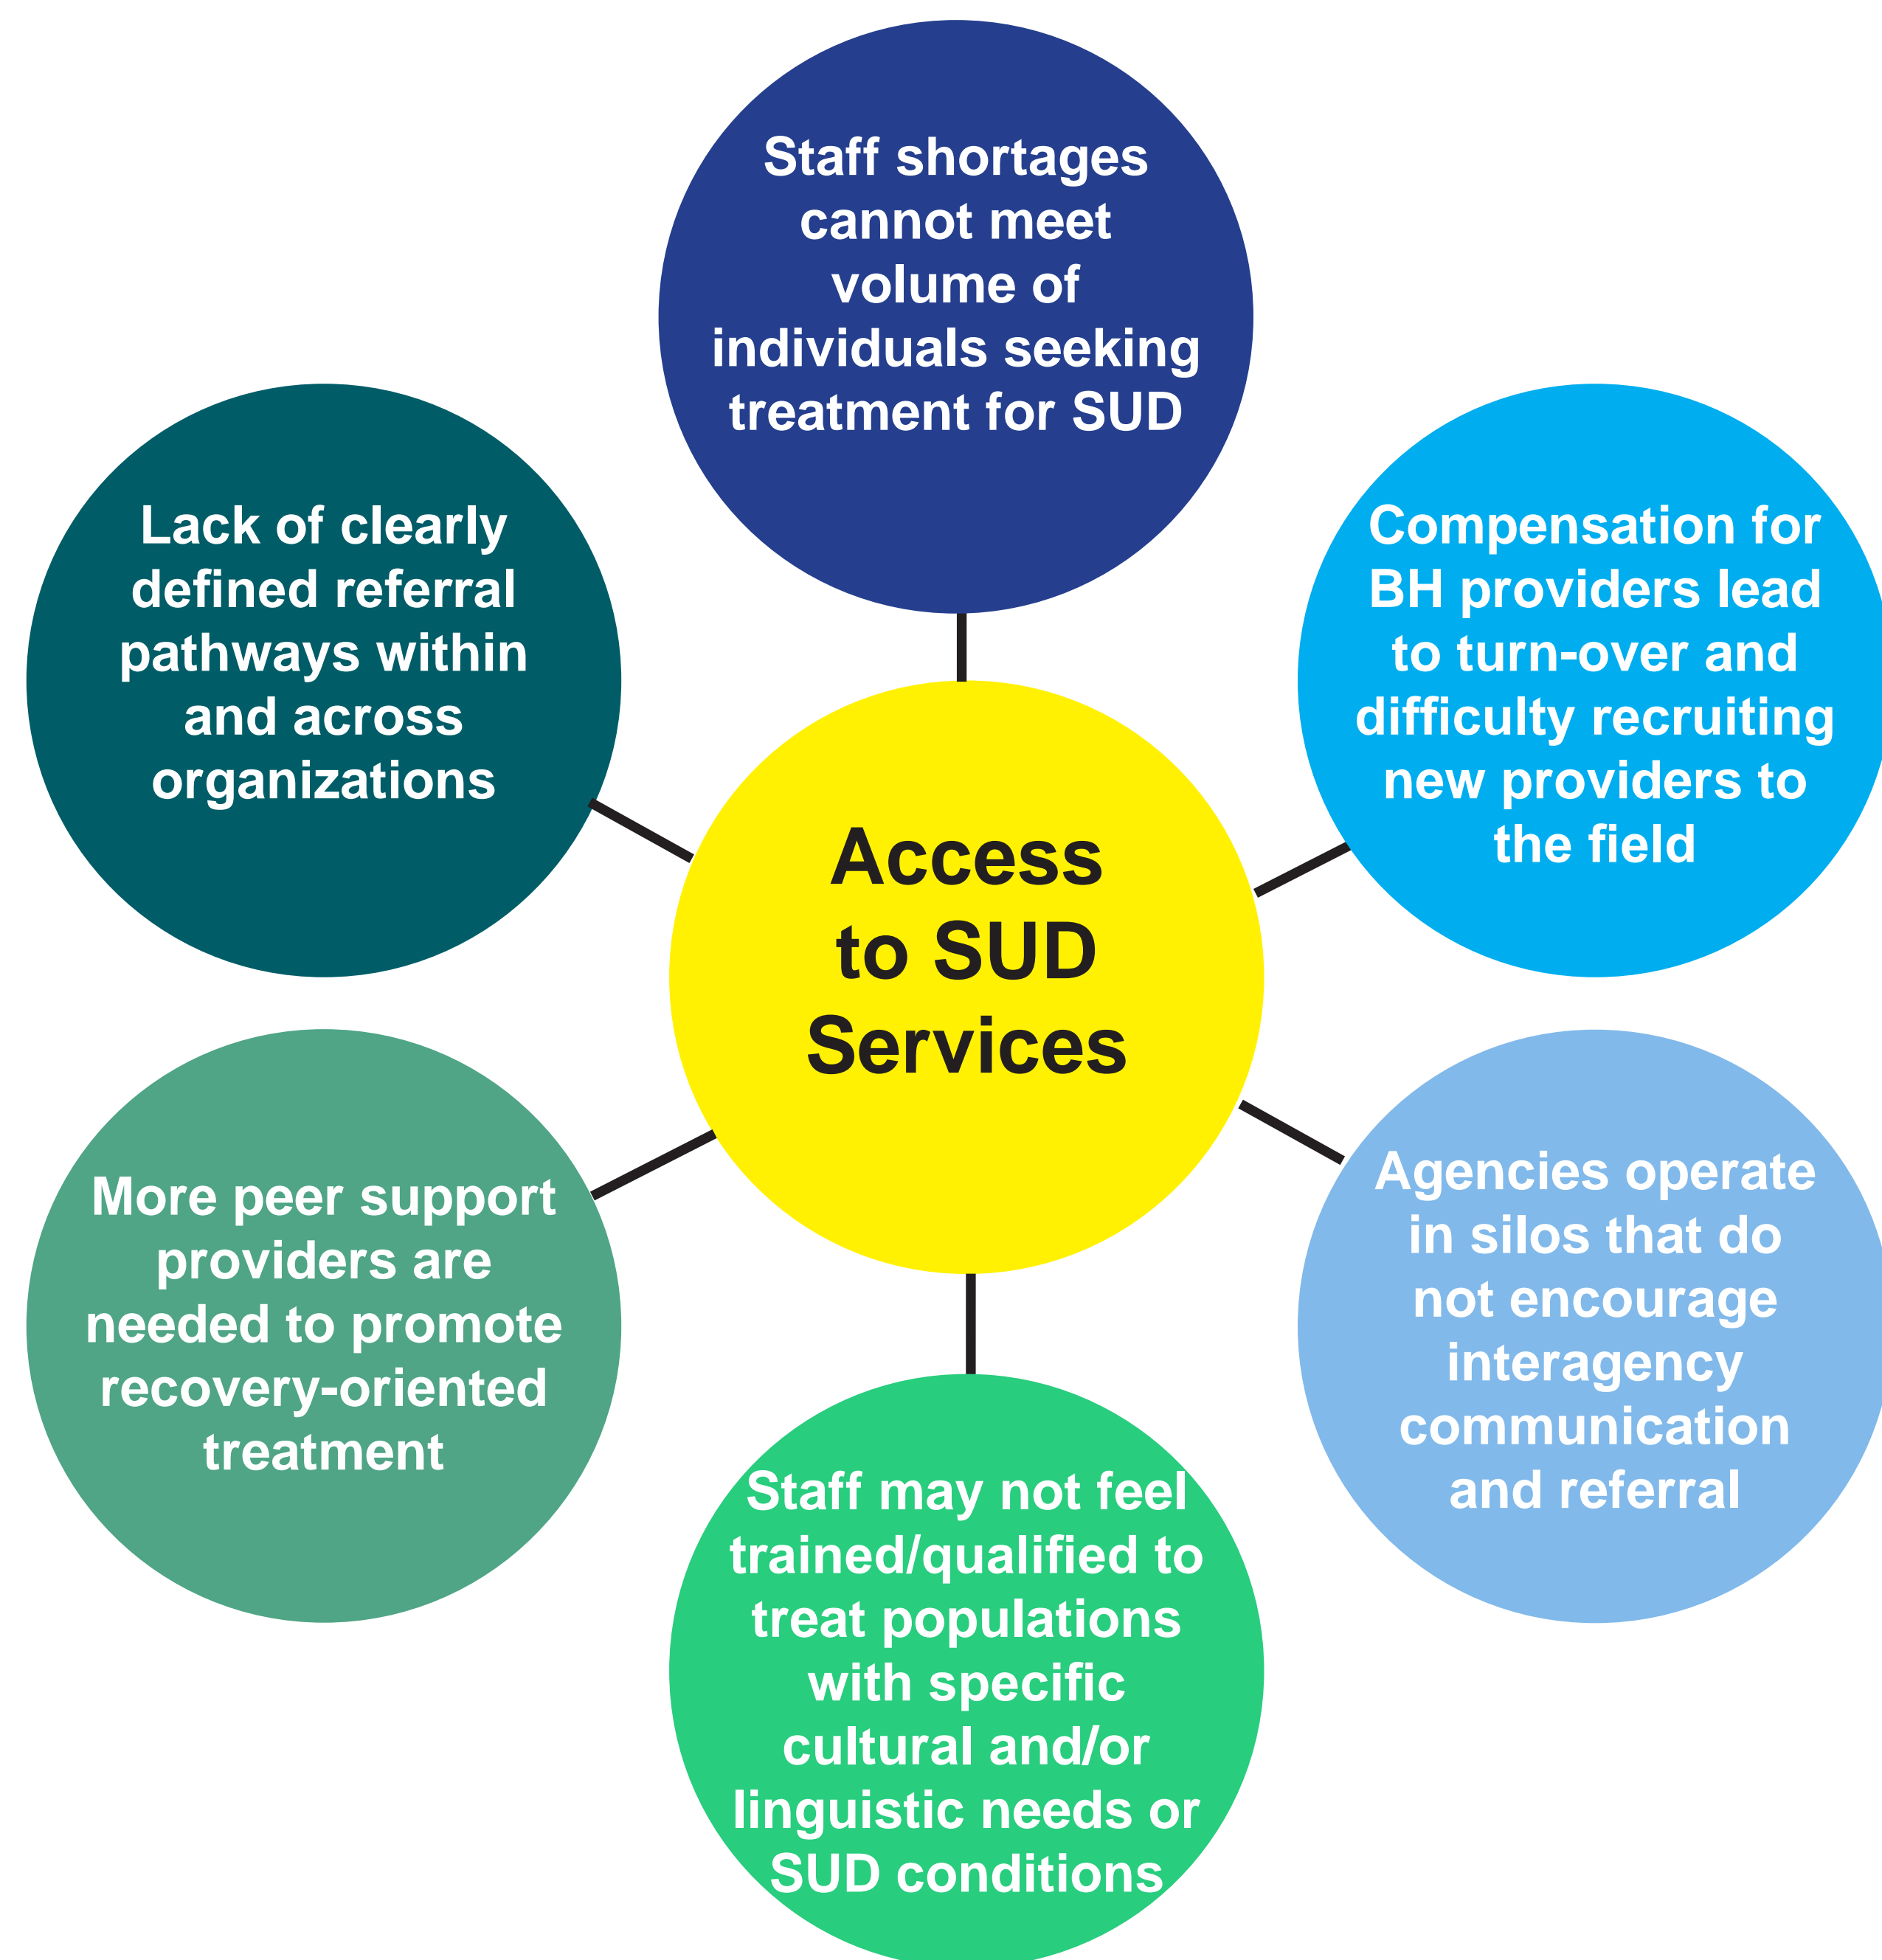 Staff shortages
cannot meet
volume of
individuals seeking
treatment for SUD
Compensation for
BH providers lead
to turn-over and
difficulty recruiting
new providers to
the field
Agencies operate
in silos that do
not encourage
interagency
communication
and referral
Staff may not feel
trained/qualified to
treat populations
with specific
cultural and/or
linguistic needs or
SUD conditions
More peer support
providers are
needed to promote
recovery-oriented
treatment
Lack of clearly
defined referral
pathways within
and across
organizations
Access
to SUD
Services